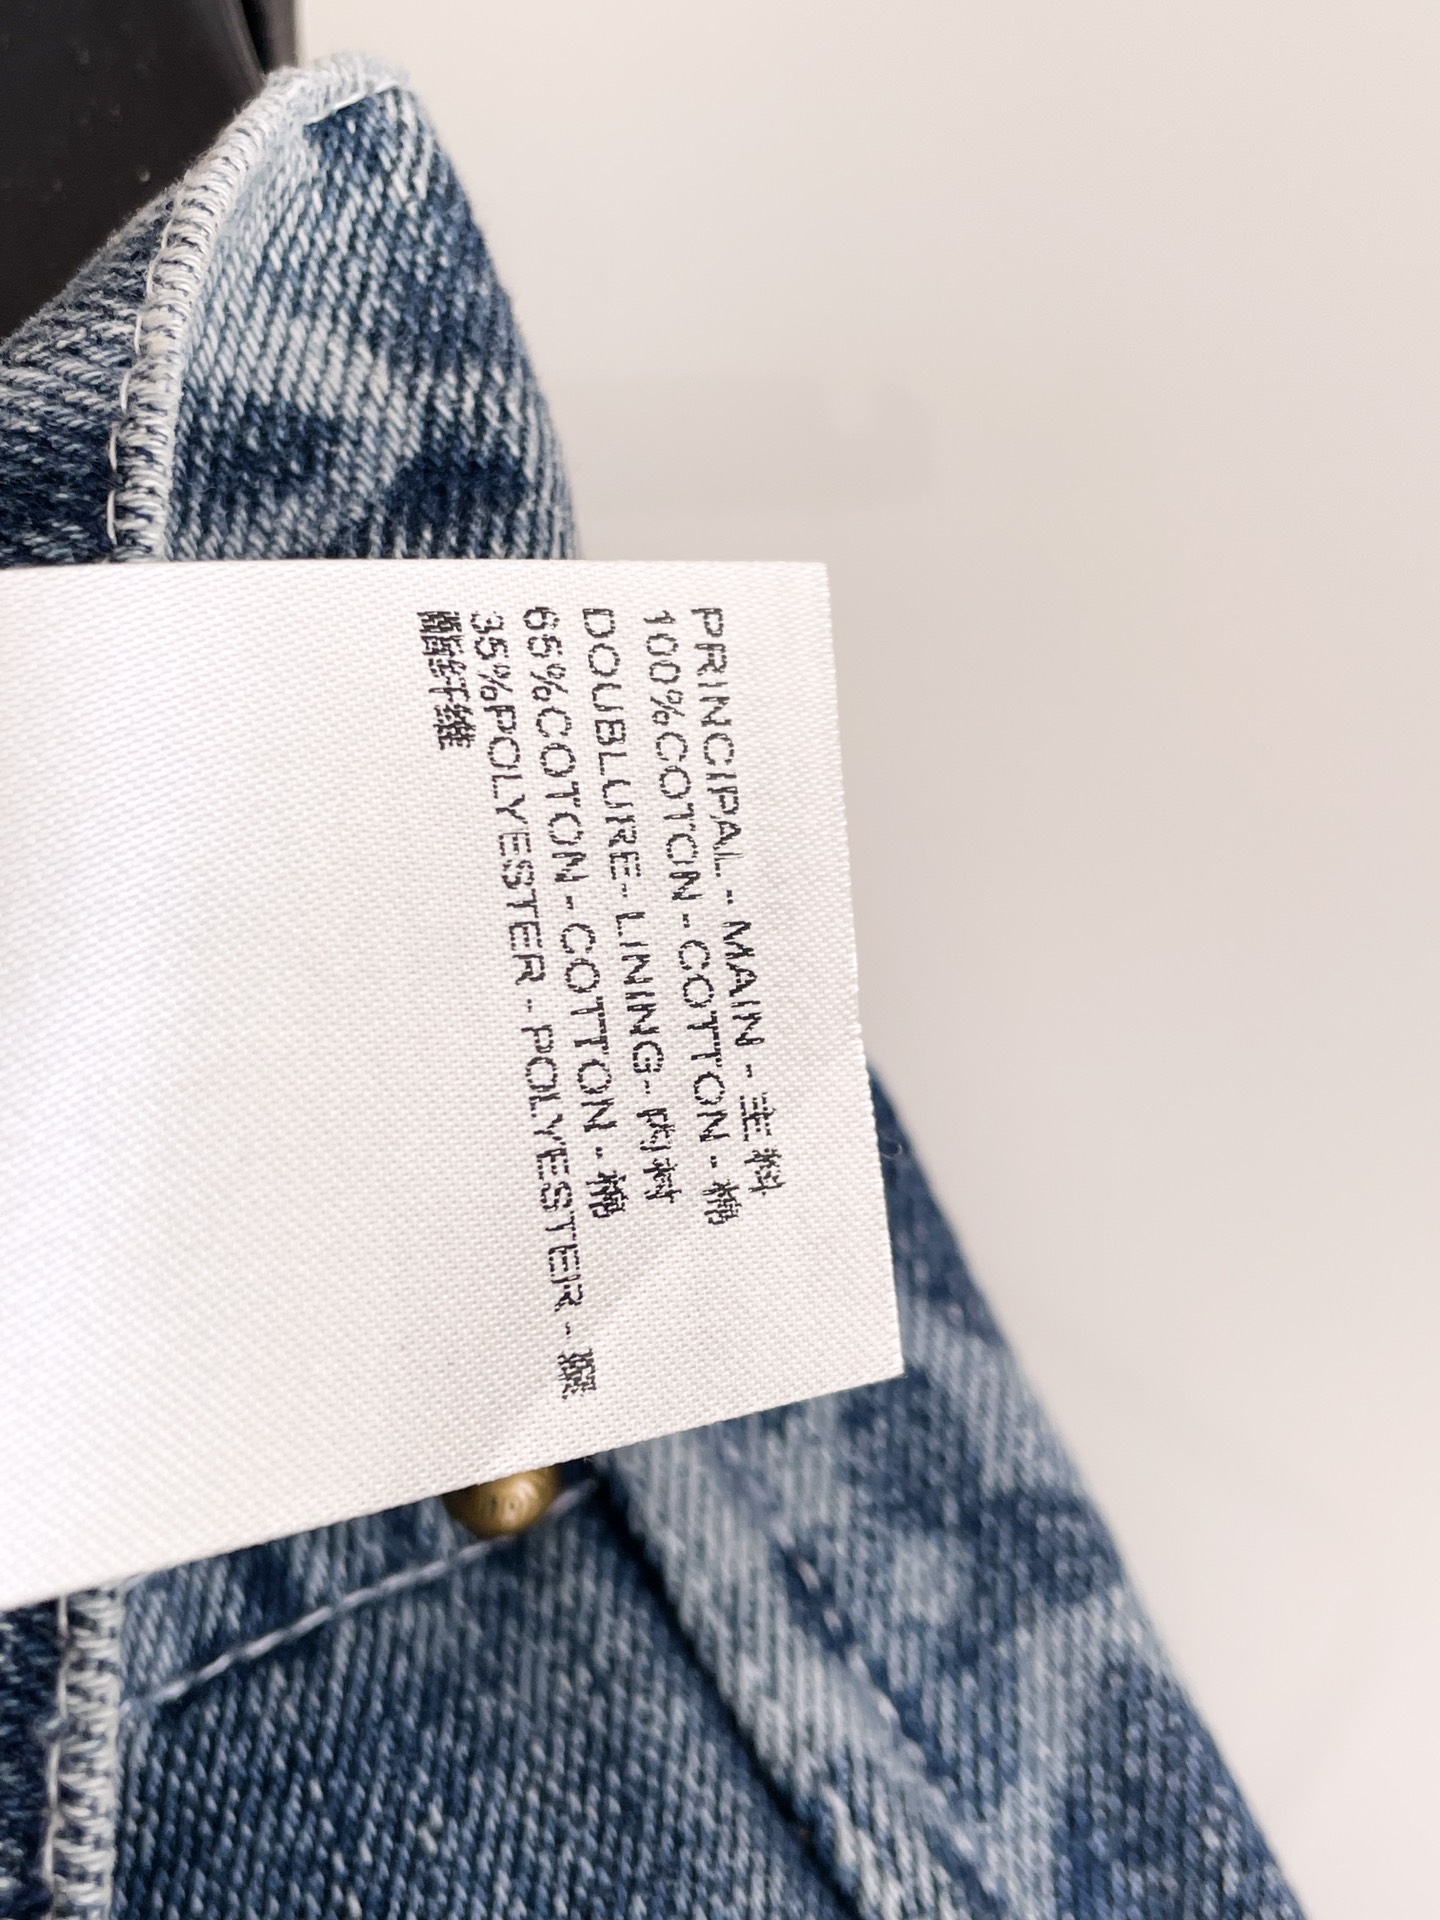 PRINCIPAL - MAIN - 主料
100%COTON - COTTON - 棉
DOUBLURE - LINING - 内料
65%COTON - COTTON - 棉
35%POLYESTER - POLYESTER - 聚
酯纤维